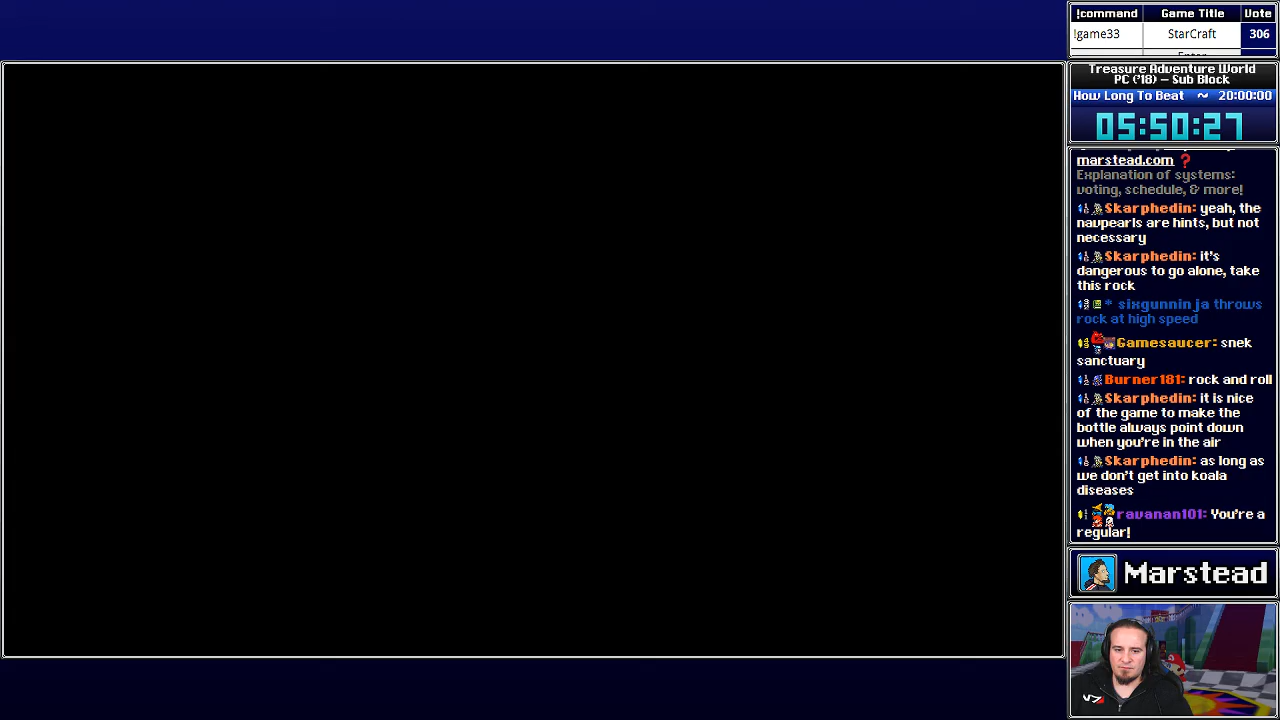 !command Game Title Vote
!game33 StarCraft 306
Treasure Adventure World
PC ('18) – Sub Block
How Long To Beat ~ 20:00:00
05:50:27
marstead.com ❓
Explanation of systems:
voting, schedule, & more!
Skarphedin: yeah, the
navpearls are hints, but not
necessary
Skarphedin: it's
dangerous to go alone, take
this rock
* sixgunnin ja throws
rock at high speed
Gamesaucer: snek
sanctuary
Burner181: rock and roll
Skarphedin: it is nice
of the game to make the
bottle always point down
when you're in the air
Skarphedin: as long as
we don't get into koala
diseases
ravanan101: You're a
regular!
Marstead